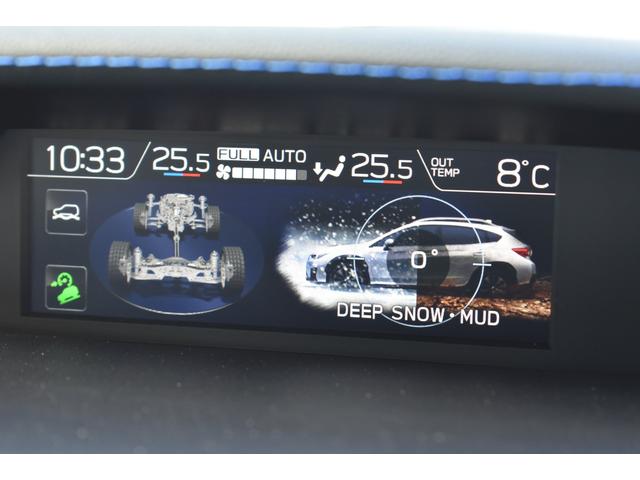 10:33 25.5 FULL AUTO 25.5 OUT TEMP 8°C
0°
DEEP SNOW・MUD